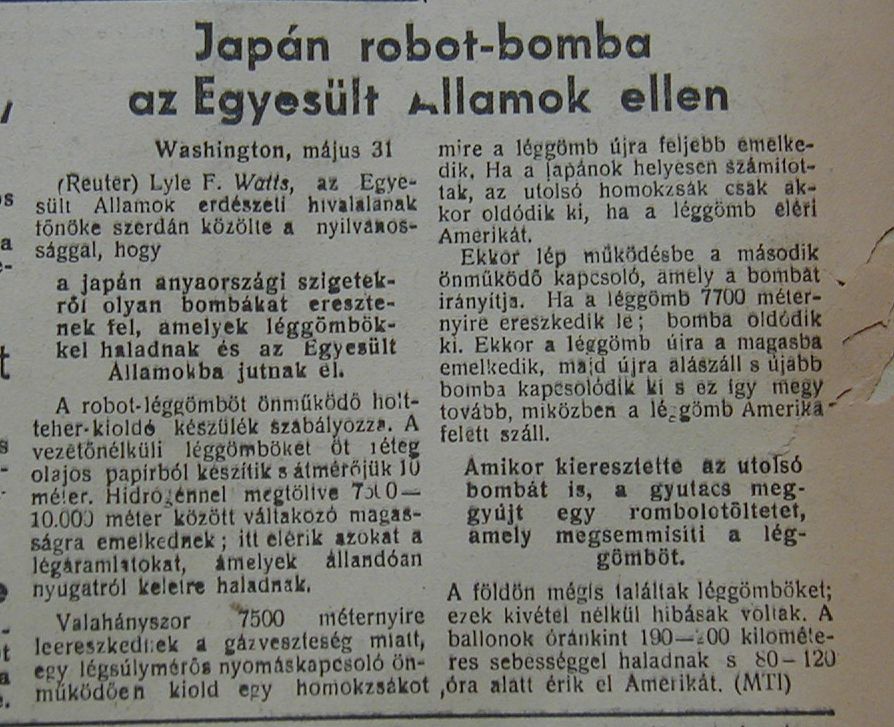 Japán robot-bomba
az Egyesült Államok ellen
Washington, május 31
(Reuter) Lyle F. Watts, az Egye-
sült Államok erdészeti hivatalának
főnöke szerdán közölte a nyilvános-
sággal, hogy
a japán anyaországi szigetek-
ről olyan bombákat ereszte-
nek fel, amelyek léggömbök-
kel haladnak és az Egyesült
Államokba jutnak el.
A robot-léggömböt önműködő holt-
teher-kioldó készülék szabályozza. A
vezetőnélküli léggömböket öt réteg
olajos papirból készítik s átmérőjük 10
méter. Hidrogénnel megtöltve 7500—
10.000 méter között váltakozó magas-
ságra emelkednek; itt elérik azokat a
légáramlatokat, amelyek állandóan
nyugatról keletre haladnak.
Valahányszor 7500 méternyire
leereszkednek a gázveszteség miatt,
egy légsúlymérős nyomáskapcsoló ön-
működően kiold egy homokzsákot
mire a léggömb újra feljebb emelke-
dik. Ha a japánok helyesen számitot-
tak, az utolsó homokzsák csak ak-
kor oldódik ki, ha a léggömb eléri
Amerikát.
Ekkor lép működésbe a második
önműködő kapcsoló, amely a bombát
irányítja. Ha a léggömb 7700 méter-
nyire ereszkedik le; bomba oldódik
ki. Ekkor a léggömb újra a magasba
emelkedik, majd újra alászáll s újabb
bomba kapcsolódik ki s ez így megy
tovább, miközben a léggömb Amerika
felett száll.
Amikor kieresztette az utolsó
bombát is, a gyutacs meg-
gyújt egy rombolotöltetet,
amely megsemmisiti a lég-
gömböt.
A földön mégis találtak léggömböket;
ezek kivétel nélkül hibásak voltak. A
ballonok óránkint 190—200 kilométe-
res sebességgel haladnak s 80—120
óra alatt érik el Amerikát. (MTI)